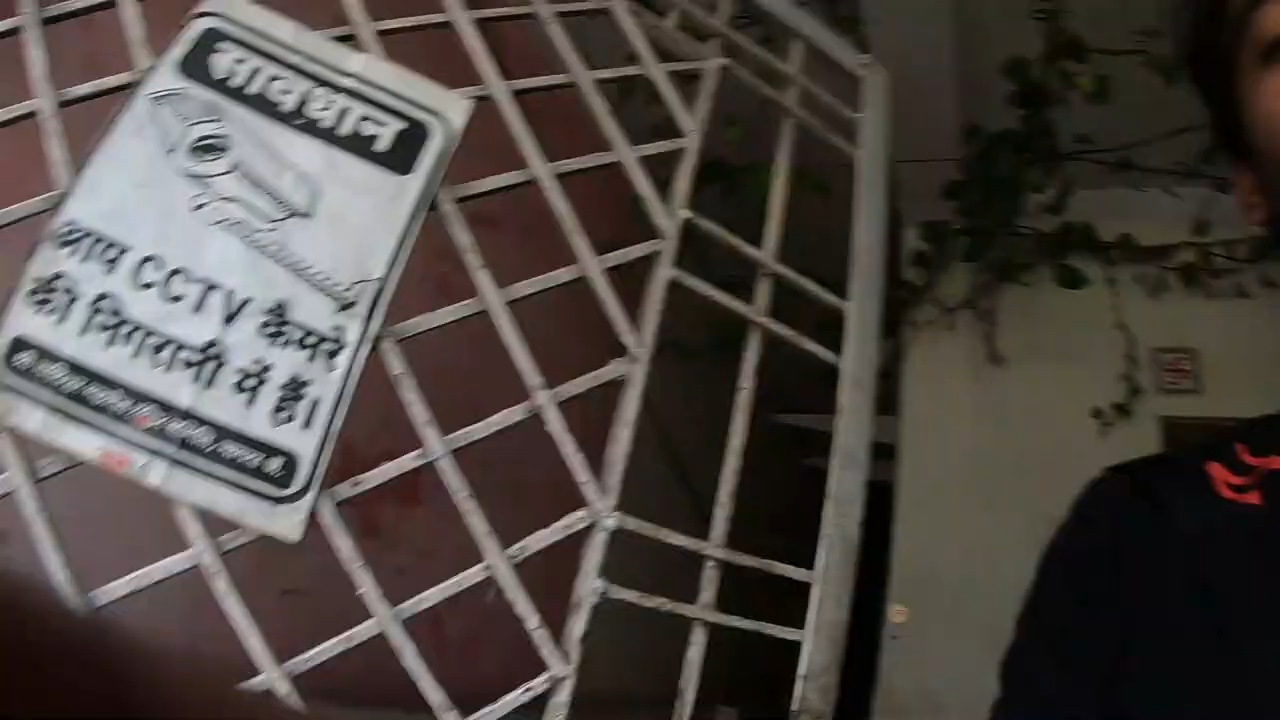 सावधान
आप CCTV कैमरे
की निगरानी में है।